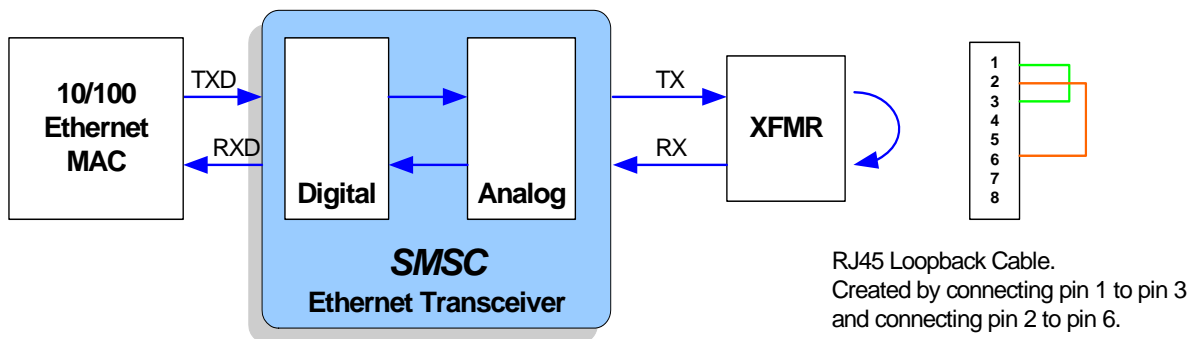 10/100
Ethernet
MAC
TXD
RXD
Digital
Analog
SMSC
Ethernet Transceiver
TX
RX
XFMR
1
2
3
4
5
6
7
8
RJ45 Loopback Cable.
Created by connecting pin 1 to pin 3
and connecting pin 2 to pin 6.